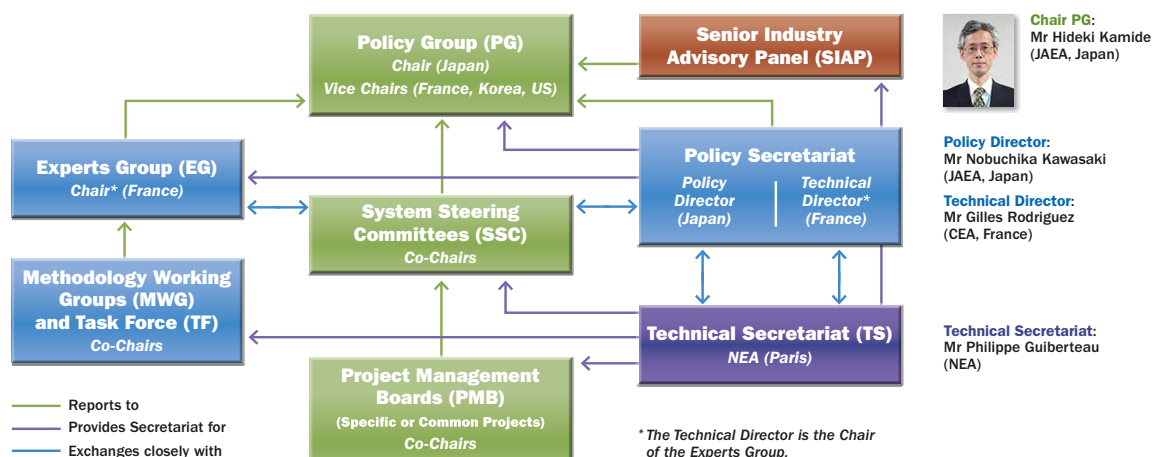 Policy Group (PG)
Chair (Japan)
Vice Chairs (France, Korea, US)
Senior Industry
Advisory Panel (SIAP)
Chair PG:
Mr Hideki Kamide
(JAEA, Japan)
Experts Group (EG)
Chair* (France)
Policy Secretariat
Policy
Director
(Japan)
Technical
Director*
(France)
Policy Director:
Mr Nobuchika Kawasaki
(JAEA, Japan)
Technical Director:
Mr Gilles Rodriguez
(CEA, France)
System Steering
Committees (SSC)
Co-Chairs
Methodology Working
Groups (MWG)
and Task Force (TF)
Co-Chairs
Technical Secretariat (TS)
NEA (Paris)
Technical Secretariat:
Mr Philippe Guiberteau
(NEA)
Project Management
Boards (PMB)
(Specific or Common Projects)
Co-Chairs
Reports to
Provides Secretariat for
Exchanges closely with
* The Technical Director is the Chair
of the Experts Group.